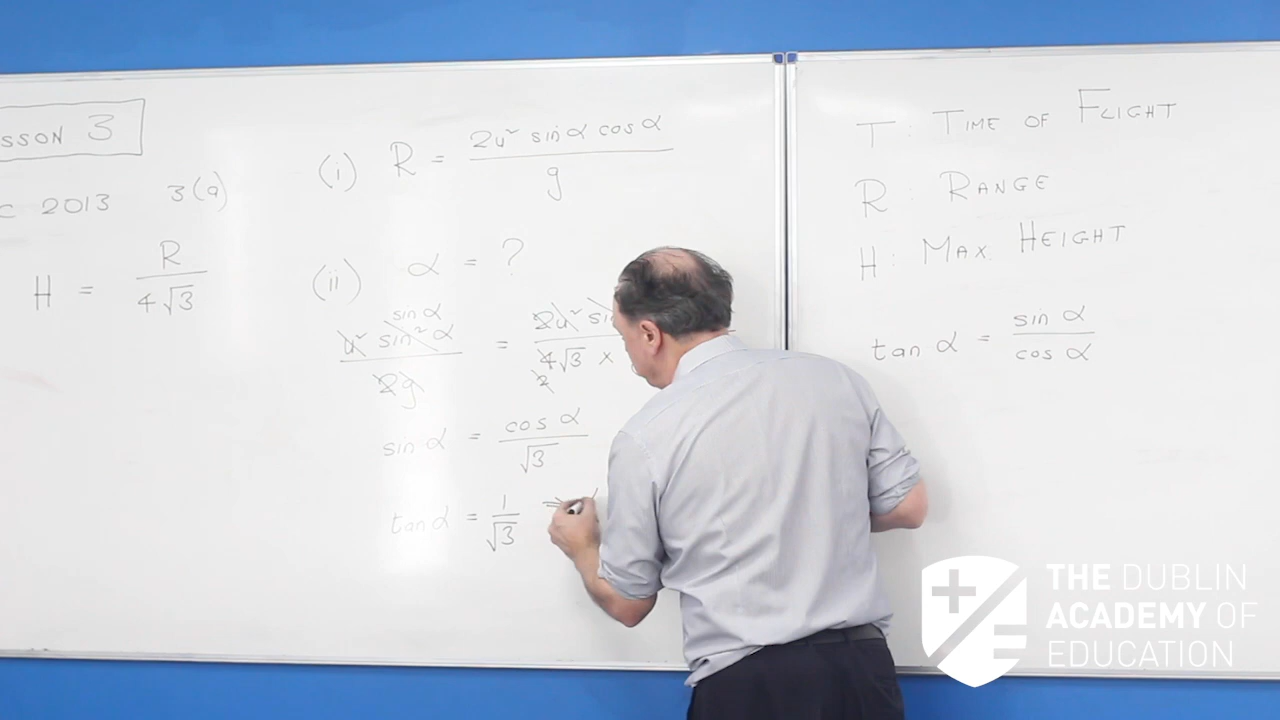 SSON 3
C 2013 3(a)
H = R / 4√3
(i) R = 2u² sin α cos α / g
(ii) α = ?
sin α
u² sin² α / 2g = 2u² sin / 4√3 ×
2
sin α = cos α / √3
tan α = 1 / √3 ⇒
T: TIME OF FLIGHT
R: RANGE
H: MAX HEIGHT
tan α = sin α / cos α
THE DUBLIN
ACADEMY OF
EDUCATION